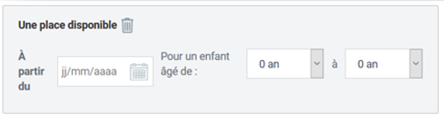 Une place disponible
À partir du
jj/mm/aaaa
Pour un enfant
âgé de :
0 an
à
0 an